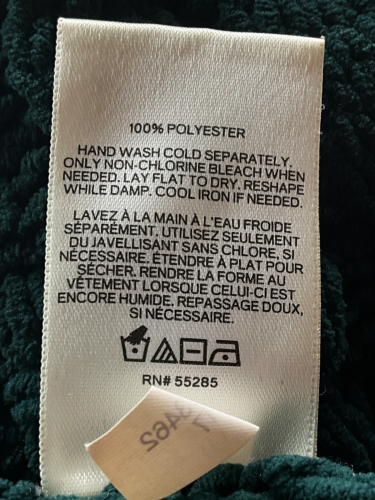 100% POLYESTER
HAND WASH COLD SEPARATELY.
ONLY NON-CHLORINE BLEACH WHEN
NEEDED. LAY FLAT TO DRY. RESHAPE
WHILE DAMP. COOL IRON IF NEEDED.
LAVEZ À LA MAIN À L'EAU FROIDE
SÉPARÉMENT. UTILISEZ SEULEMENT
DU JAVELLISANT SANS CHLORE, SI
NÉCESSAIRE. ÉTENDRE À PLAT POUR
SÉCHER. RENDRE LA FORME AU
VÊTEMENT LORSQUE CELUI-CI EST
ENCORE HUMIDE. REPASSAGE DOUX,
SI NÉCESSAIRE.
RN# 55285